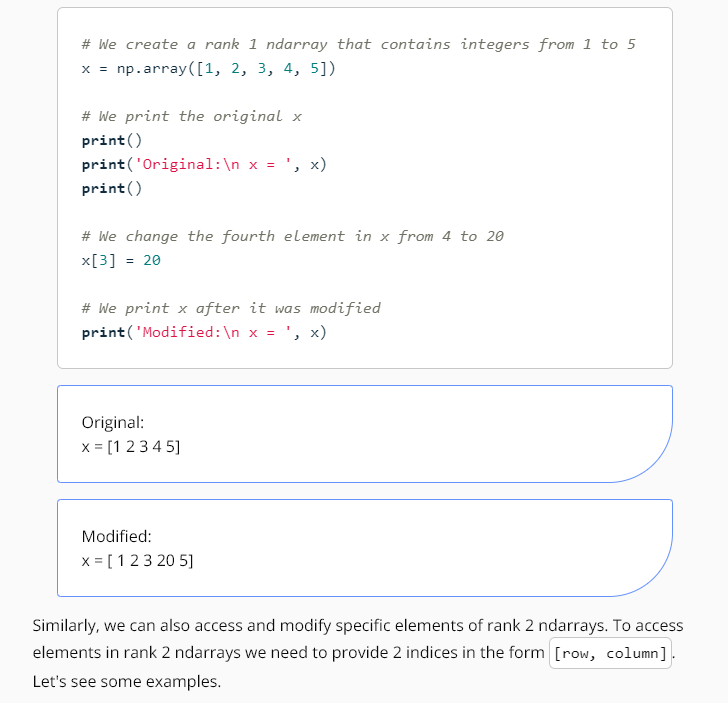 # We create a rank 1 ndarray that contains integers from 1 to 5
x = np.array([1, 2, 3, 4, 5])
# We print the original x
print()
print('Original:\n x = ', x)
print()
# We change the fourth element in x from 4 to 20
x[3] = 20
# We print x after it was modified
print('Modified:\n x = ', x)
Original:
x = [1 2 3 4 5]
Modified:
x = [ 1 2 3 20 5]
Similarly, we can also access and modify specific elements of rank 2 ndarrays. To access
elements in rank 2 ndarrays we need to provide 2 indices in the form [row, column].
Let's see some examples.